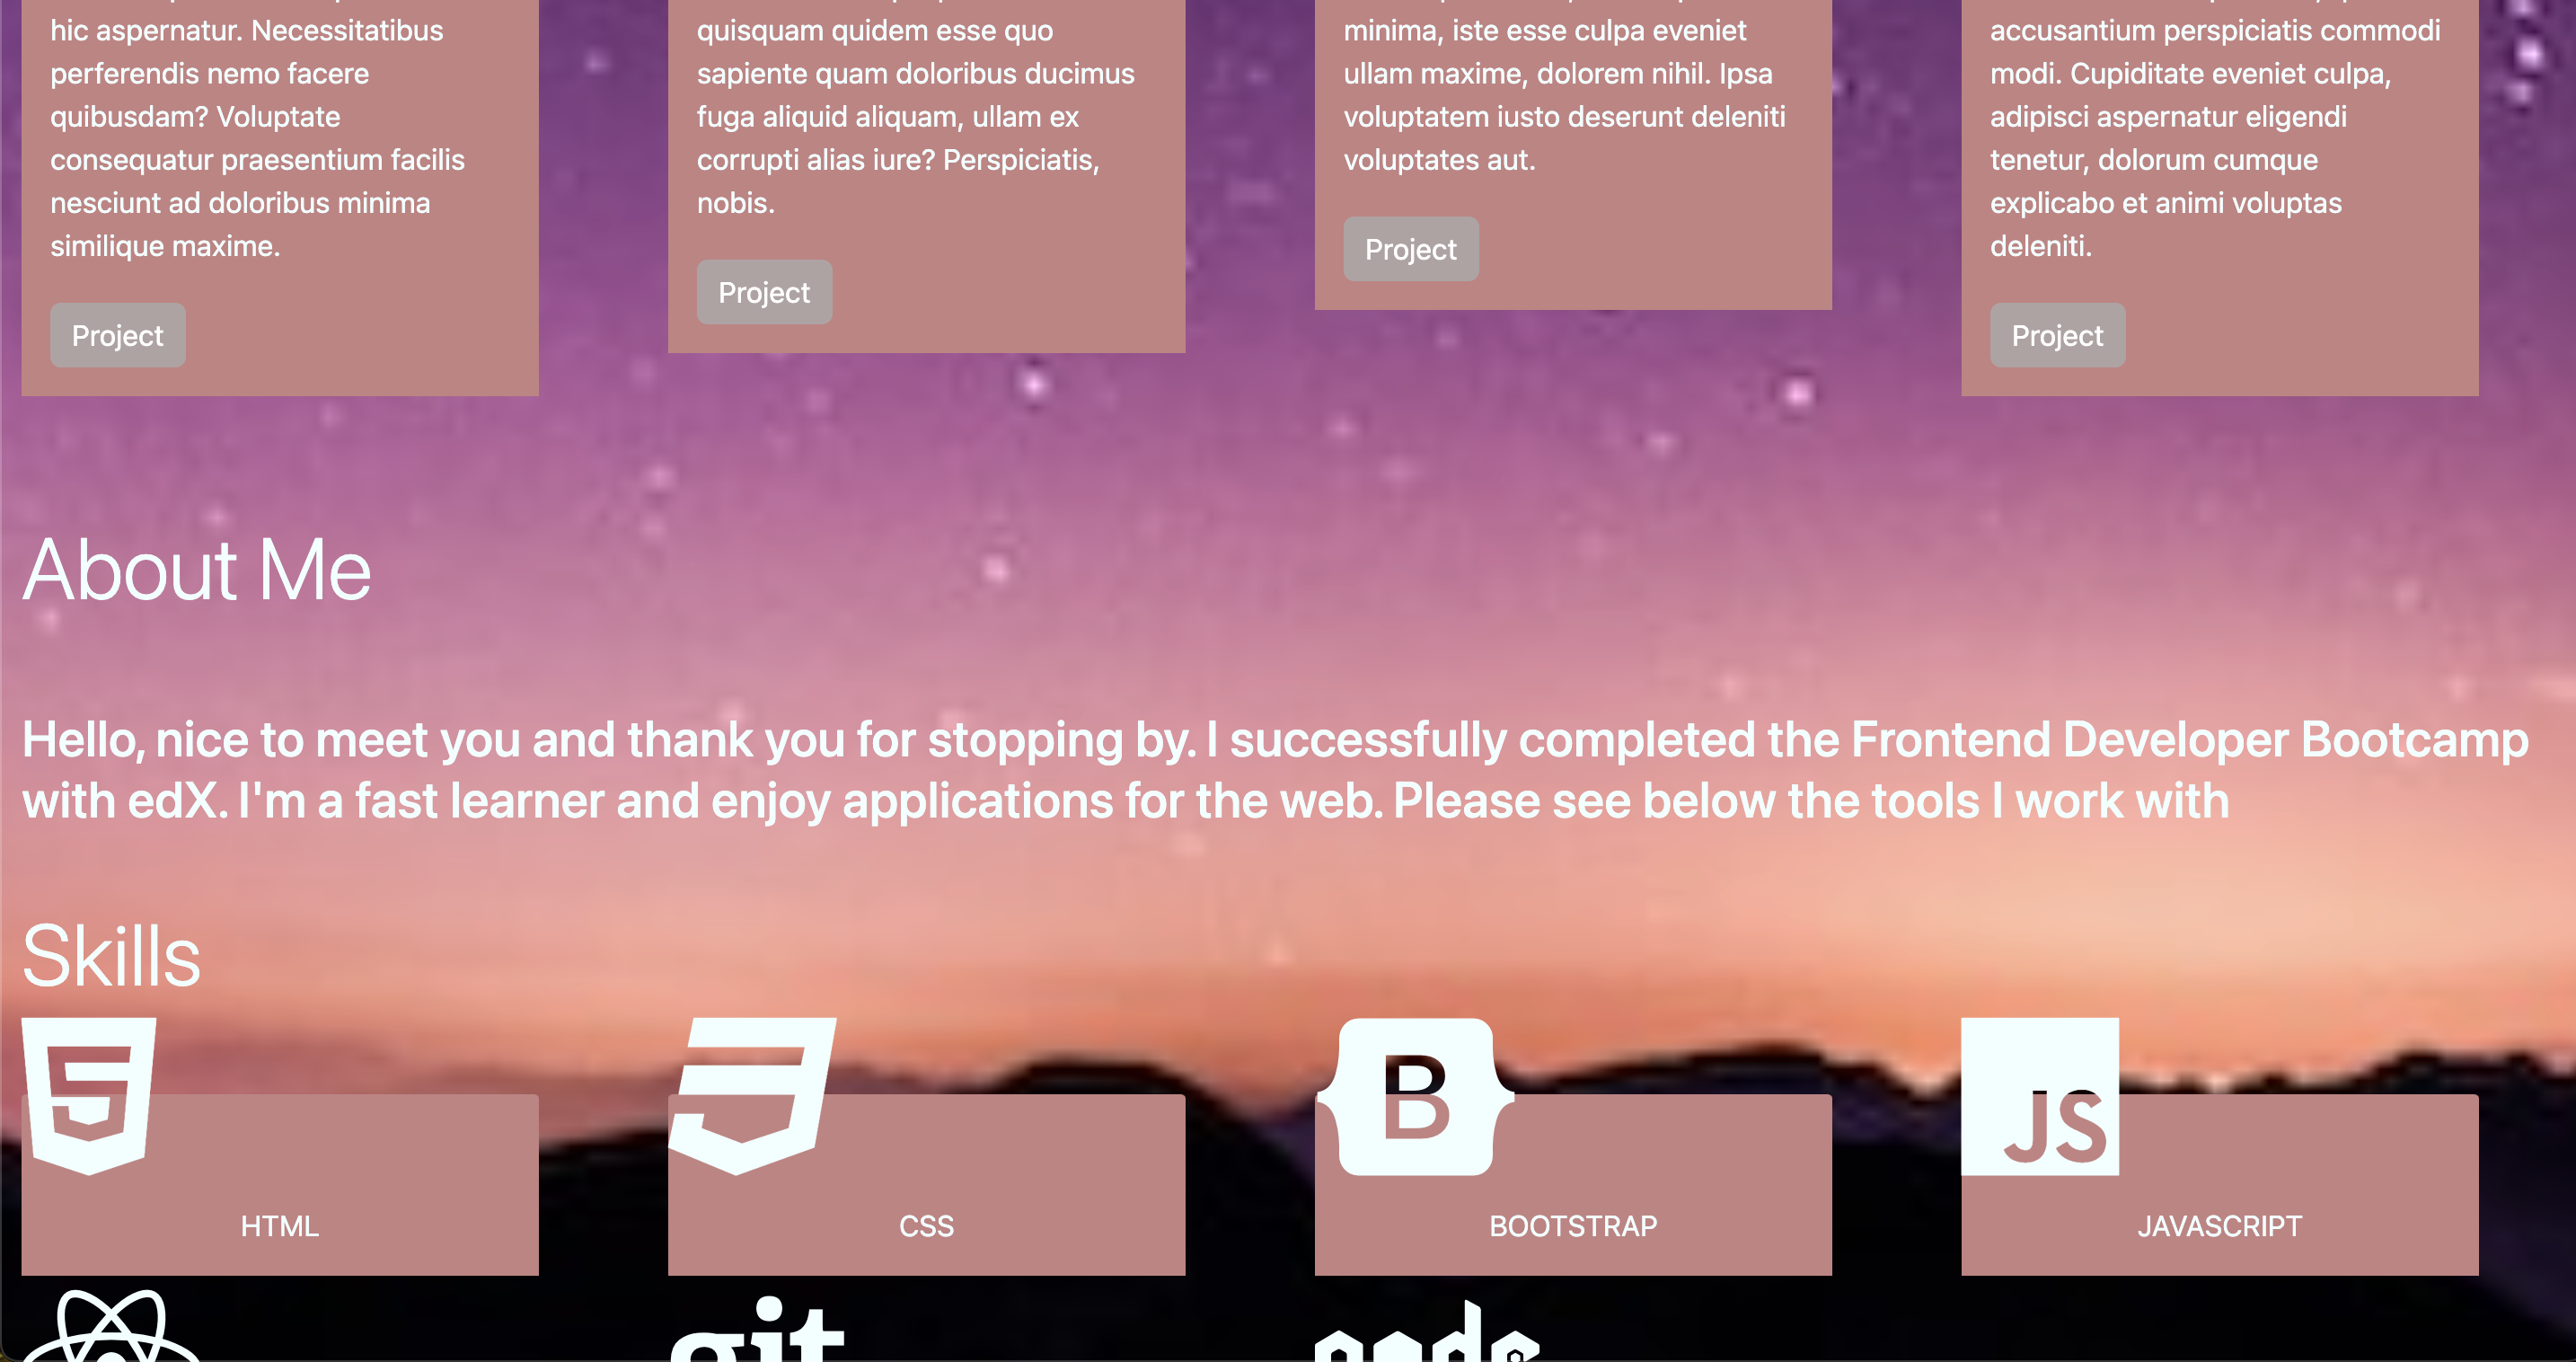 hic aspernatur. Necessitatibus
perferendis nemo facere
quibusdam? Voluptate
consequatur praesentium facilis
nesciunt ad doloribus minima
similique maxime.
Project
quisquam quidem esse quo
sapiente quam doloribus ducimus
fuga aliquid aliquam, ullam ex
corrupti alias iure? Perspiciatis,
nobis.
Project
minima, iste esse culpa eveniet
ullam maxime, dolorem nihil. Ipsa
voluptatem iusto deserunt deleniti
voluptates aut.
Project
accusantium perspiciatis commodi
modi. Cupiditate eveniet culpa,
adipisci aspernatur eligendi
tenetur, dolorum cumque
explicabo et animi voluptas
deleniti.
Project
About Me
Hello, nice to meet you and thank you for stopping by. I successfully completed the Frontend Developer Bootcamp
with edX. I'm a fast learner and enjoy applications for the web. Please see below the tools I work with
Skills
5
B
JS
HTML
CSS
BOOTSTRAP
JAVASCRIPT
git
node